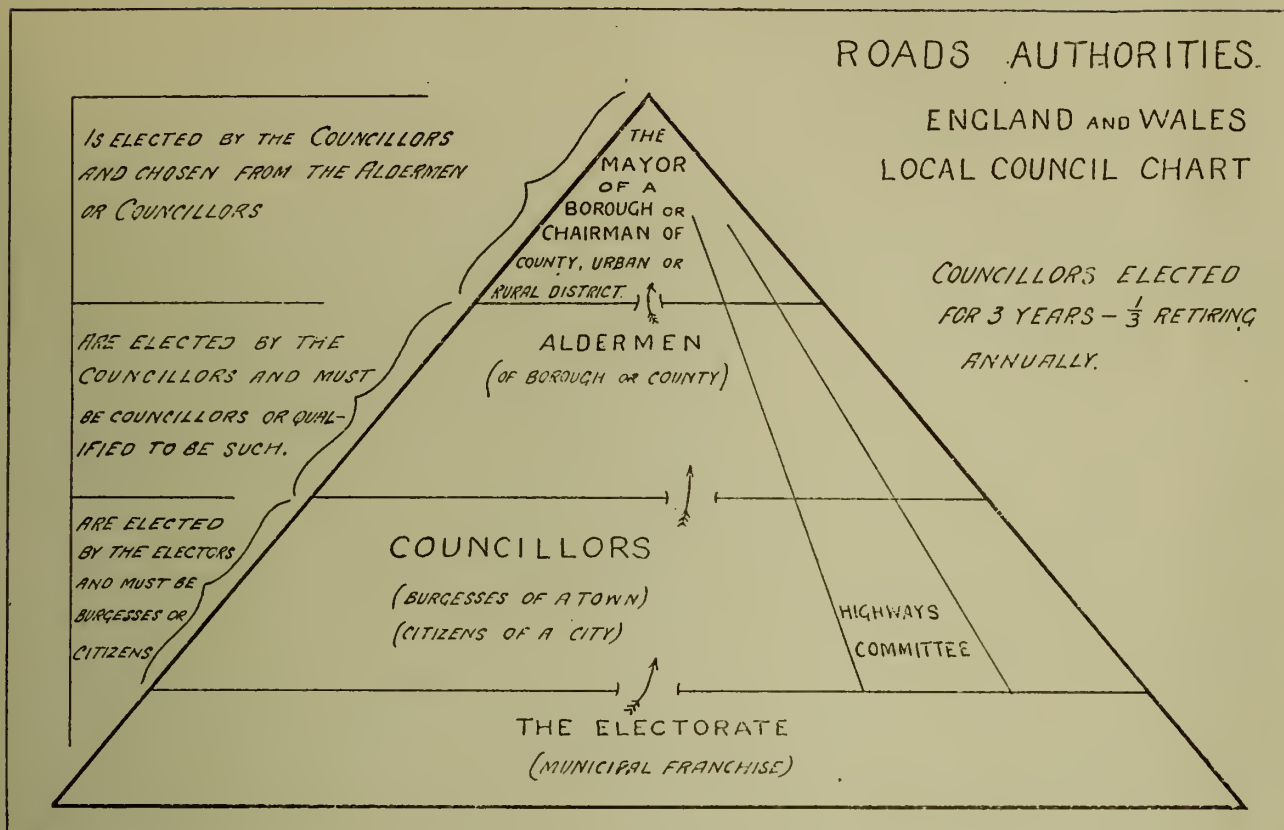 ROADS AUTHORITIES.
ENGLAND AND WALES
LOCAL COUNCIL CHART
IS ELECTED BY THE COUNCILLORS
AND CHOSEN FROM THE ALDERMEN
OR COUNCILLORS
THE
MAYOR
OF A
BOROUGH OR
CHAIRMAN OF
COUNTY, URBAN OR
RURAL DISTRICT.
COUNCILLORS ELECTED
FOR 3 YEARS – 1/3 RETIRING
ANNUALLY.
ARE ELECTED BY THE
COUNCILLORS AND MUST
BE COUNCILLORS OR QUAL-
IFIED TO BE SUCH.
ALDERMEN
(OF BOROUGH OR COUNTY)
ARE ELECTED
BY THE ELECTORS
AND MUST BE
BURGESSES OR
CITIZENS
COUNCILLORS
(BURGESSES OF A TOWN)
(CITIZENS OF A CITY)
HIGHWAYS
COMMITTEE
THE ELECTORATE
(MUNICIPAL FRANCHISE)